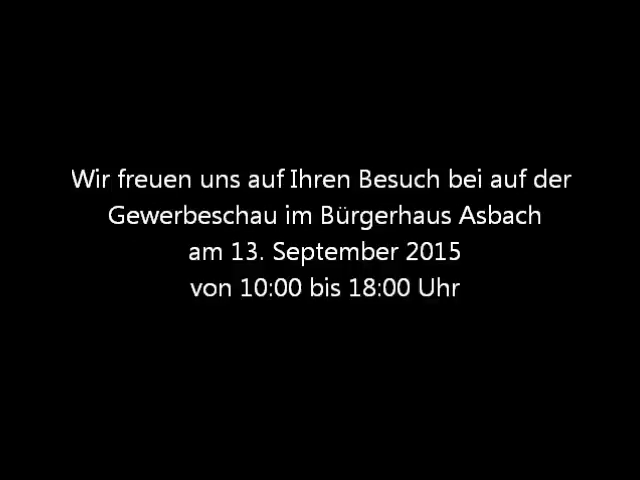 Wir freuen uns auf Ihren Besuch bei auf der
Gewerbeschau im Bürgerhaus Asbach
am 13. September 2015
von 10:00 bis 18:00 Uhr